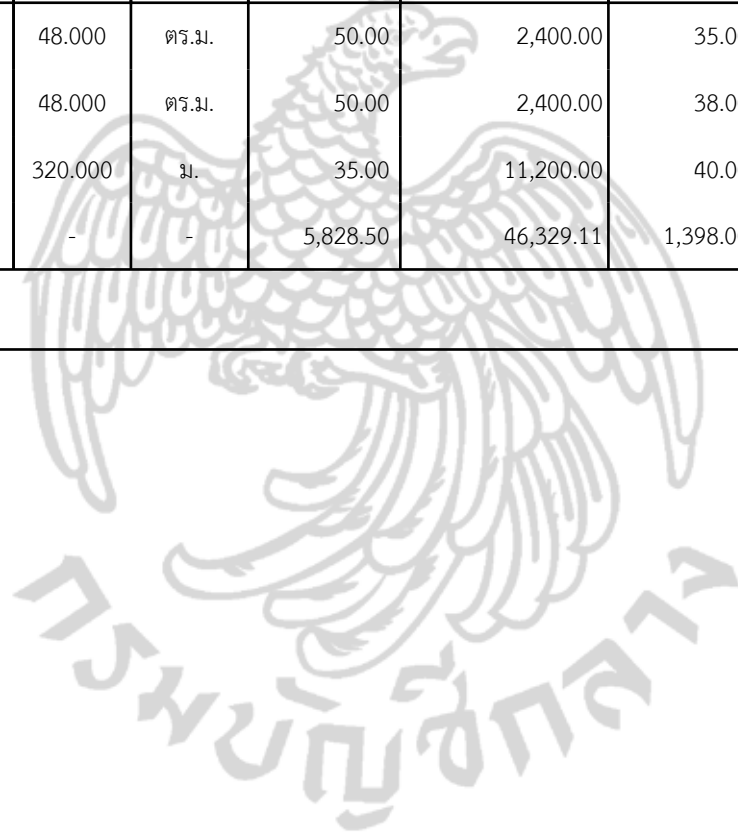 48.000 ตร.ม. 50.00 2,400.00 35.0
48.000 ตร.ม. 50.00 2,400.00 38.0
320.000 ม. 35.00 11,200.00 40.0
- - 5,828.50 46,329.11 1,398.0
กรมบัญชีกลาง